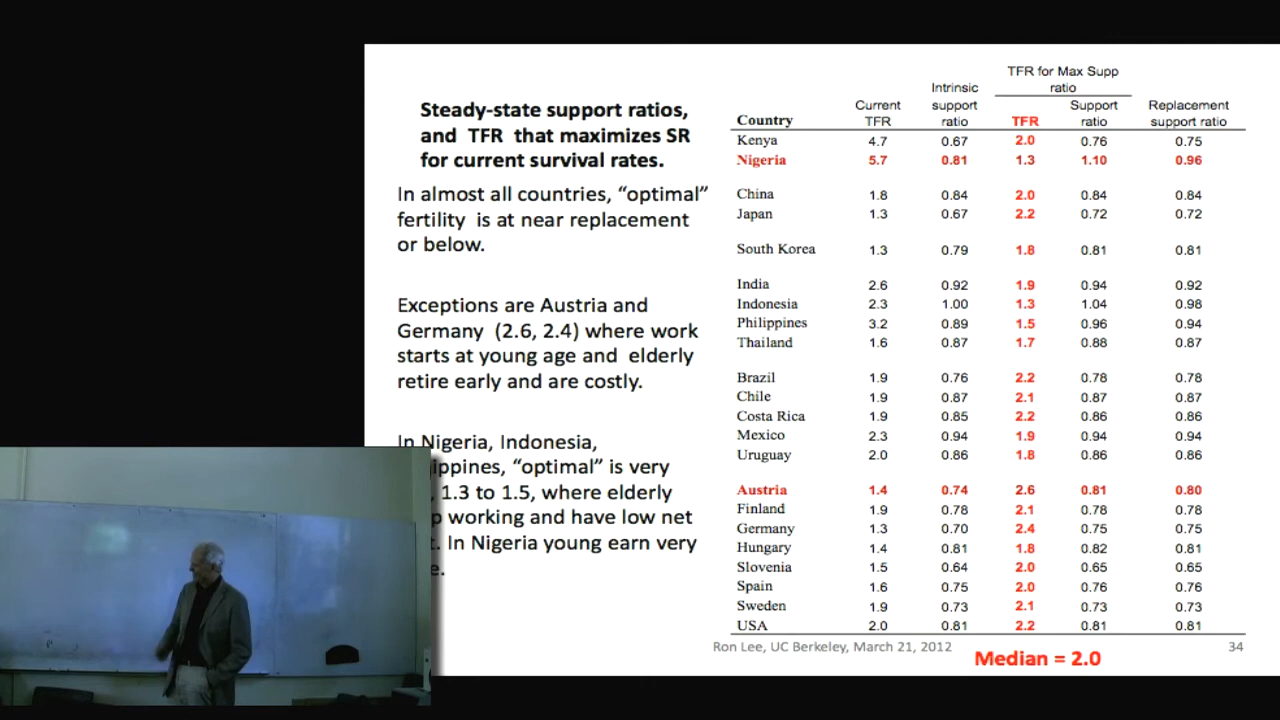 Steady-state support ratios,
and TFR that maximizes SR
for current survival rates.
In almost all countries, “optimal”
fertility is at near replacement
or below.
Exceptions are Austria and
Germany (2.6, 2.4) where work
starts at young age and elderly
retire early and are costly.
In Nigeria, Indonesia,
“optimal” is very
1.3 to 1.5, where elderly
working and have low net
In Nigeria young earn very
TFR for Max Supp
ratio
Country Current TFR Intrinsic support ratio TFR Support ratio Replacement support ratio
Kenya 4.7 0.67 2.0 0.76 0.75
Nigeria 5.7 0.81 1.3 1.10 0.96
China 1.8 0.84 2.0 0.84 0.84
Japan 1.3 0.67 2.2 0.72 0.72
South Korea 1.3 0.79 1.8 0.81 0.81
India 2.6 0.92 1.9 0.94 0.92
Indonesia 2.3 1.00 1.3 1.04 0.98
Philippines 3.2 0.89 1.5 0.96 0.94
Thailand 1.6 0.87 1.7 0.88 0.87
Brazil 1.9 0.76 2.2 0.78 0.78
Chile 1.9 0.87 2.1 0.87 0.87
Costa Rica 1.9 0.85 2.2 0.86 0.86
Mexico 2.3 0.94 1.9 0.94 0.94
Uruguay 2.0 0.86 1.8 0.86 0.86
Austria 1.4 0.74 2.6 0.81 0.80
Finland 1.9 0.78 2.1 0.78 0.78
Germany 1.3 0.70 2.4 0.75 0.75
Hungary 1.4 0.81 1.8 0.82 0.81
Slovenia 1.5 0.64 2.0 0.65 0.65
Spain 1.6 0.75 2.0 0.76 0.76
Sweden 1.9 0.73 2.1 0.73 0.73
USA 2.0 0.81 2.2 0.81 0.81
Ron Lee, UC Berkeley, March 21, 2012 34
Median = 2.0